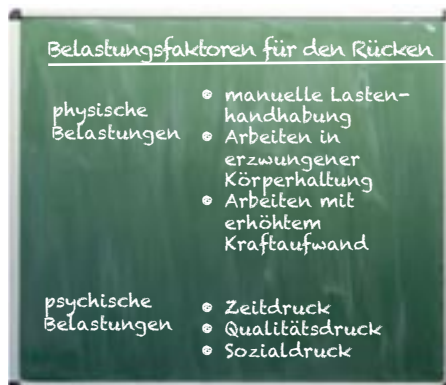 Belastungsfaktoren für den Rücken
physische
Belastungen
• manuelle Lasten-
handhabung
• Arbeiten in
erzwungener
Körperhaltung
• Arbeiten mit
erhöhtem
Kraftaufwand
psychische
Belastungen
• Zeitdruck
• Qualitätsdruck
• Sozialdruck